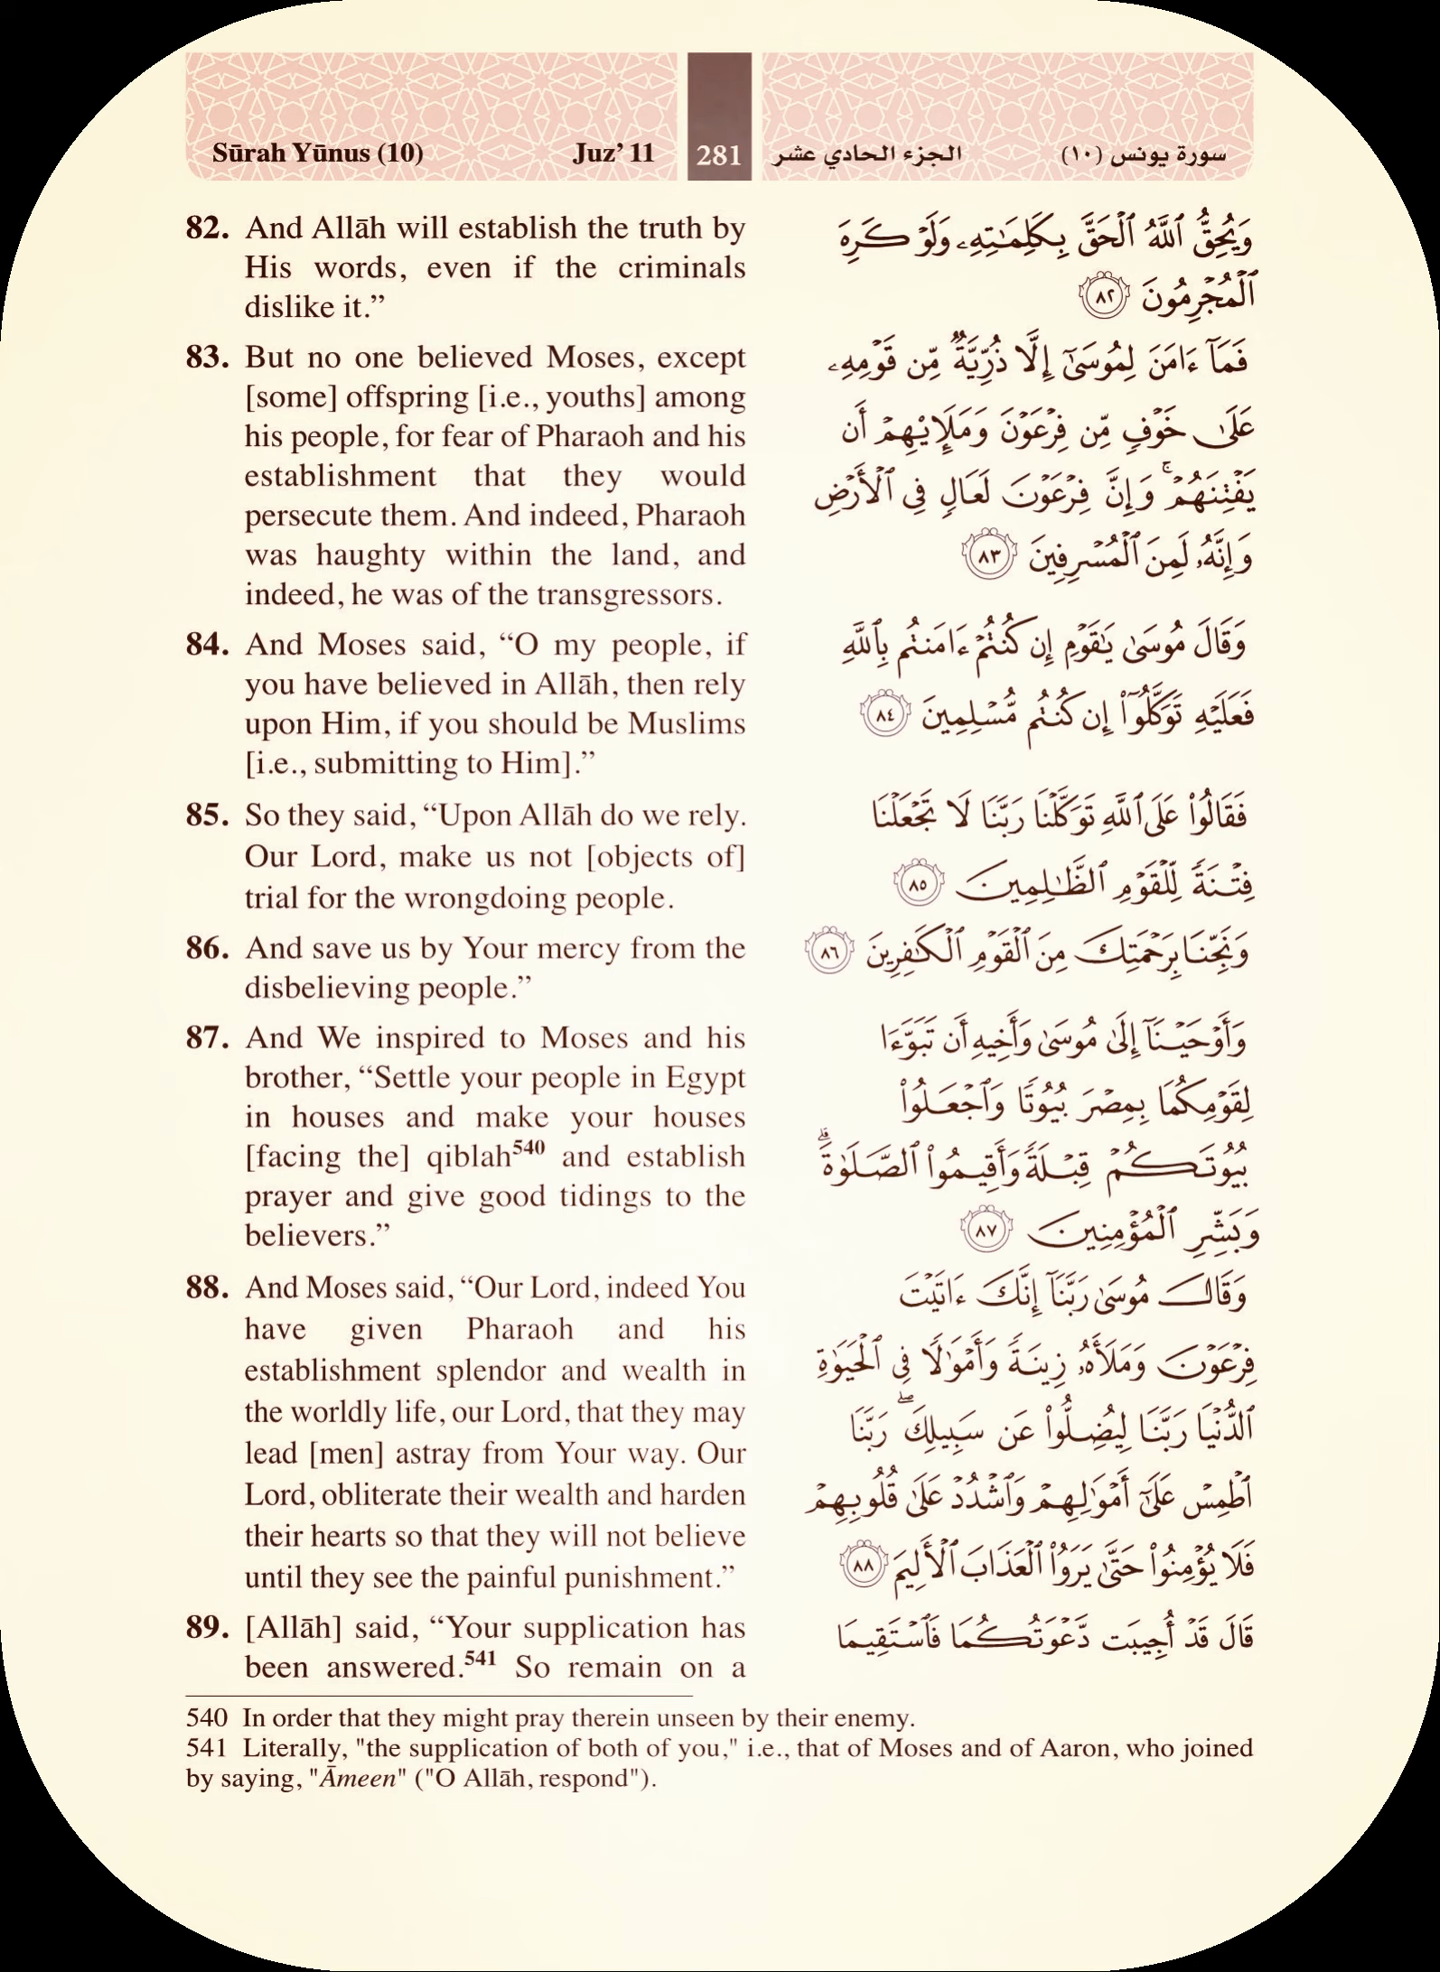 Sūrah Yūnus (10)
Juz’ 11
281
الجزء الحادي عشر
سورة يونس (١٠)
82. And Allāh will establish the truth by
His words, even if the criminals
dislike it.”
83. But no one believed Moses, except
[some] offspring [i.e., youths] among
his people, for fear of Pharaoh and his
establishment that they would
persecute them. And indeed, Pharaoh
was haughty within the land, and
indeed, he was of the transgressors.
84. And Moses said, “O my people, if
you have believed in Allāh, then rely
upon Him, if you should be Muslims
[i.e., submitting to Him].”
85. So they said, “Upon Allāh do we rely.
Our Lord, make us not [objects of]
trial for the wrongdoing people.
86. And save us by Your mercy from the
disbelieving people.”
87. And We inspired to Moses and his
brother, “Settle your people in Egypt
in houses and make your houses
[facing the] qiblah540 and establish
prayer and give good tidings to the
believers.”
88. And Moses said, “Our Lord, indeed You
have given Pharaoh and his
establishment splendor and wealth in
the worldly life, our Lord, that they may
lead [men] astray from Your way. Our
Lord, obliterate their wealth and harden
their hearts so that they will not believe
until they see the painful punishment.”
89. [Allāh] said, “Your supplication has
been answered.541 So remain on a
وَيُحِقُّ ٱللَّهُ ٱلْحَقَّ بِكَلِمَـٰتِهِۦ وَلَوْ كَرِهَ
ٱلْمُجْرِمُونَ ٨٢
فَمَآ ءَامَنَ لِمُوسَىٰٓ إِلَّا ذُرِّيَّةٌ مِّن قَوْمِهِۦ
عَلَىٰ خَوْفٍ مِّن فِرْعَوْنَ وَمَلَإِي۟هِمْ أَن
يَفْتِنَهُمْ ۚ وَإِنَّ فِرْعَوْنَ لَعَالٍ فِى ٱلْأَرْضِ
وَإِنَّهُۥ لَمِنَ ٱلْمُسْرِفِينَ ٨٣
وَقَالَ مُوسَىٰ يَـٰقَوْمِ إِن كُنتُمْ ءَامَنتُم بِٱللَّهِ
فَعَلَيْهِ تَوَكَّلُوٓا۟ إِن كُنتُم مُّسْلِمِينَ ٨٤
فَقَالُوا۟ عَلَى ٱللَّهِ تَوَكَّلْنَا رَبَّنَا لَا تَجْعَلْنَا
فِتْنَةً لِّلْقَوْمِ ٱلظَّـٰلِمِينَ ٨٥
وَنَجِّنَا بِرَحْمَتِكَ مِنَ ٱلْقَوْمِ ٱلْكَـٰفِرِينَ ٨٦
وَأَوْحَيْنَآ إِلَىٰ مُوسَىٰ وَأَخِيهِ أَن تَبَوَّءَا
لِقَوْمِكُمَا بِمِصْرَ بُيُوتًا وَٱجْعَلُوا۟
بُيُوتَكُمْ قِبْلَةً وَأَقِيمُوا۟ ٱلصَّلَوٰةَ ۗ
وَبَشِّرِ ٱلْمُؤْمِنِينَ ٨٧
وَقَالَ مُوسَىٰ رَبَّنَآ إِنَّكَ ءَاتَيْتَ
فِرْعَوْنَ وَمَلَأَهُۥ زِينَةً وَأَمْوَٰلًا فِى ٱلْحَيَوٰةِ
ٱلدُّنْيَا رَبَّنَا لِيُضِلُّوا۟ عَن سَبِيلِكَ ۖ رَبَّنَا
ٱطْمِسْ عَلَىٰٓ أَمْوَٰلِهِمْ وَٱشْدُدْ عَلَىٰ قُلُوبِهِمْ
فَلَا يُؤْمِنُوا۟ حَتَّىٰ يَرَوُا۟ ٱلْعَذَابَ ٱلْأَلِيمَ ٨٨
قَالَ قَدْ أُجِيبَت دَّعْوَتُكُمَا فَٱسْتَقِيمَا
540 In order that they might pray therein unseen by their enemy.
541 Literally, "the supplication of both of you," i.e., that of Moses and of Aaron, who joined
by saying, "Āmeen" ("O Allāh, respond").